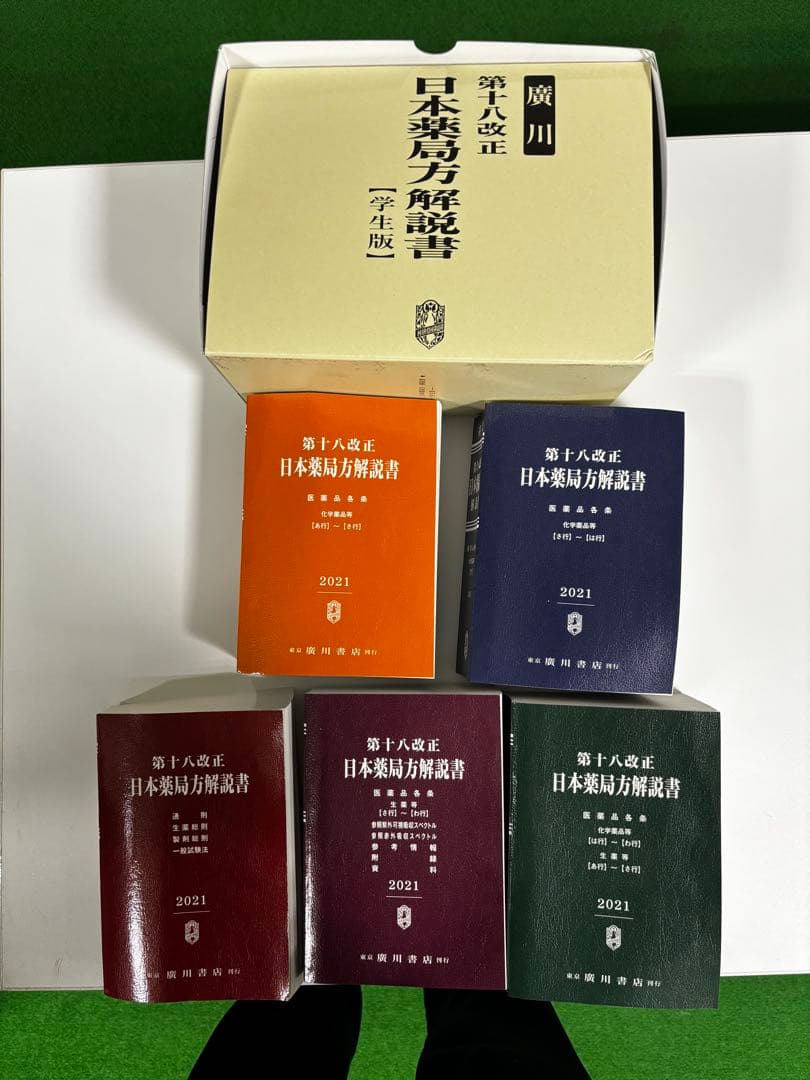 廣川
第十八改正
日本薬局方解説書
【学生版】
第十八改正
日本薬局方解説書
医薬品各条
化学薬品等
【あ行】～【さ行】
2021
東京 廣川書店 刊行
第十八改正
日本薬局方解説書
医薬品各条
化学薬品等
【さ行】～【は行】
2021
東京 廣川書店 刊行
第十八改正
日本薬局方解説書
通則
生薬総則
製剤総則
一般試験法
2021
東京 廣川書店 刊行
第十八改正
日本薬局方解説書
医薬品各条
生薬等
【さ行】～【わ行】
参照紫外可視吸収スペクトル
参照赤外吸収スペクトル
参考情報
附録
資料
2021
東京 廣川書店 刊行
第十八改正
日本薬局方解説書
医薬品各条
化学薬品等
【は行】～【わ行】
生薬等
【あ行】～【さ行】
2021
東京 廣川書店 刊行